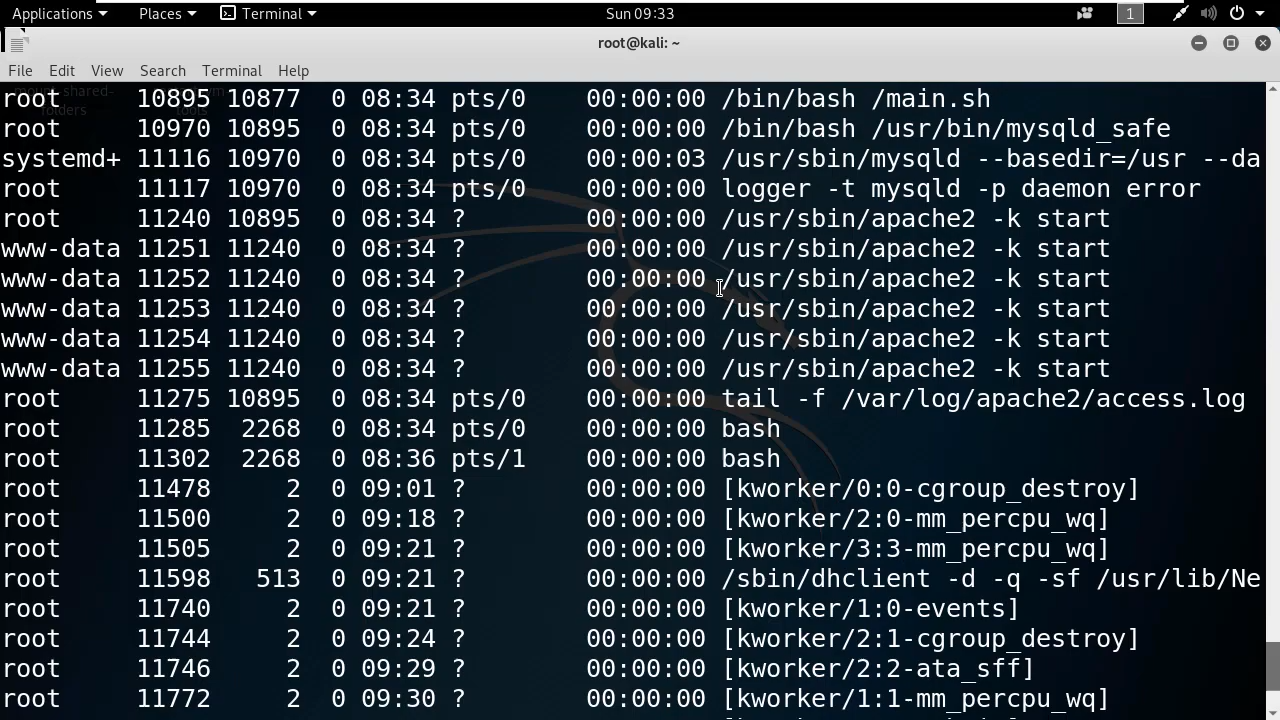 Applications Places Terminal Sun 09:33 1
root@kali: ~
File Edit View Search Terminal Help
root 10895 10877 0 08:34 pts/0 00:00:00 /bin/bash /main.sh
root 10970 10895 0 08:34 pts/0 00:00:00 /bin/bash /usr/bin/mysqld_safe
systemd+ 11116 10970 0 08:34 pts/0 00:00:03 /usr/sbin/mysqld --basedir=/usr --da
root 11117 10970 0 08:34 pts/0 00:00:00 logger -t mysqld -p daemon error
root 11240 10895 0 08:34 ? 00:00:00 /usr/sbin/apache2 -k start
www-data 11251 11240 0 08:34 ? 00:00:00 /usr/sbin/apache2 -k start
www-data 11252 11240 0 08:34 ? 00:00:00 /usr/sbin/apache2 -k start
www-data 11253 11240 0 08:34 ? 00:00:00 /usr/sbin/apache2 -k start
www-data 11254 11240 0 08:34 ? 00:00:00 /usr/sbin/apache2 -k start
www-data 11255 11240 0 08:34 ? 00:00:00 /usr/sbin/apache2 -k start
root 11275 10895 0 08:34 pts/0 00:00:00 tail -f /var/log/apache2/access.log
root 11285 2268 0 08:34 pts/0 00:00:00 bash
root 11302 2268 0 08:36 pts/1 00:00:00 bash
root 11478 2 0 09:01 ? 00:00:00 [kworker/0:0-cgroup_destroy]
root 11500 2 0 09:18 ? 00:00:00 [kworker/2:0-mm_percpu_wq]
root 11505 2 0 09:21 ? 00:00:00 [kworker/3:3-mm_percpu_wq]
root 11598 513 0 09:21 ? 00:00:00 /sbin/dhclient -d -q -sf /usr/lib/Ne
root 11740 2 0 09:21 ? 00:00:00 [kworker/1:0-events]
root 11744 2 0 09:24 ? 00:00:00 [kworker/2:1-cgroup_destroy]
root 11746 2 0 09:29 ? 00:00:00 [kworker/2:2-ata_sff]
root 11772 2 0 09:30 ? 00:00:00 [kworker/1:1-mm_percpu_wq]